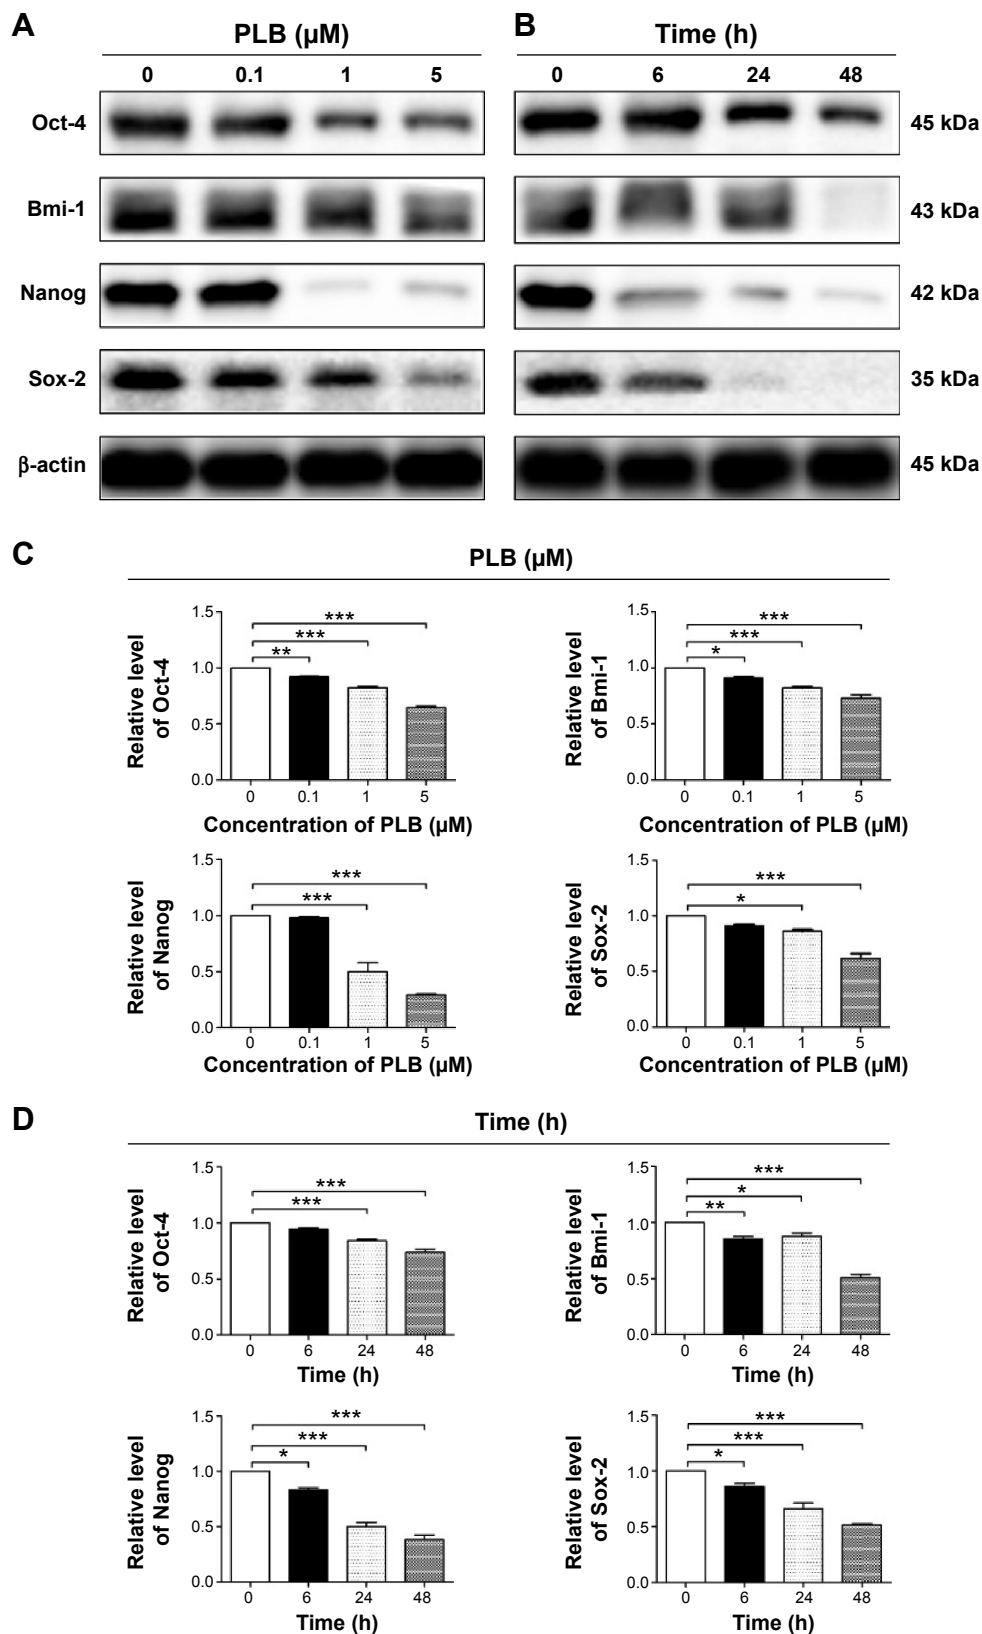 A
PLB (µM)
0 0.1 1 5
B
Time (h)
0 6 24 48
Oct-4 45 kDa
Bmi-1 43 kDa
Nanog 42 kDa
Sox-2 35 kDa
β-actin 45 kDa
C
PLB (µM)
Relative level
of Oct-4
1.5
1.0
0.5
0.0
***
***
**
0 0.1 1 5
Concentration of PLB (µM)
Relative level
of Bmi-1
1.5
1.0
0.5
0.0
***
***
*
0 0.1 1 5
Concentration of PLB (µM)
Relative level
of Nanog
1.5
1.0
0.5
0.0
***
***
0 0.1 1 5
Concentration of PLB (µM)
Relative level
of Sox-2
1.5
1.0
0.5
0.0
***
*
0 0.1 1 5
Concentration of PLB (µM)
D
Time (h)
Relative level
of Oct-4
1.5
1.0
0.5
0.0
***
***
0 6 24 48
Time (h)
Relative level
of Bmi-1
1.5
1.0
0.5
0.0
***
*
**
0 6 24 48
Time (h)
Relative level
of Nanog
1.5
1.0
0.5
0.0
***
***
*
0 6 24 48
Time (h)
Relative level
of Sox-2
1.5
1.0
0.5
0.0
***
***
*
0 6 24 48
Time (h)